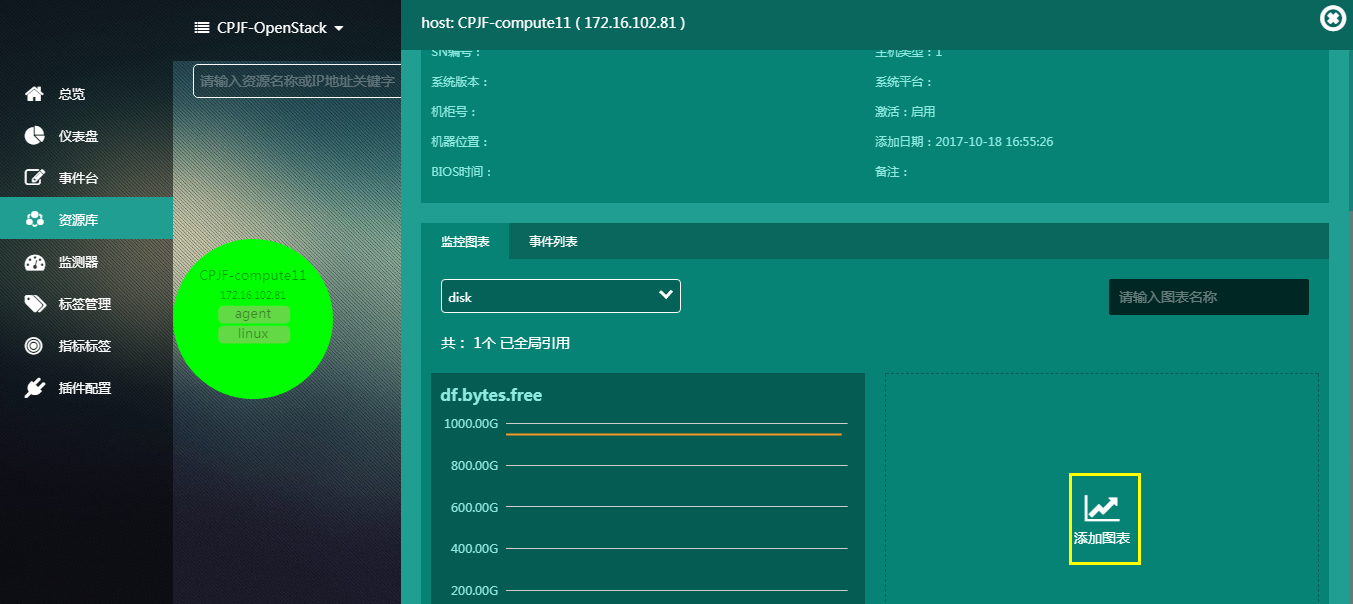 CPJF-OpenStack
host: CPJF-compute11 ( 172.16.102.81 )
请输入资源名称或IP地址关键字
总览
仪表盘
事件台
资源库
监测器
标签管理
指标标签
插件配置
CPJF-compute11
172.16.102.81
agent
linux
SN编号：
主机类型：1
系统版本：
系统平台：
机柜号：
激活：启用
机器位置：
添加日期：2017-10-18 16:55:26
BIOS时间：
备注：
监控图表
事件列表
disk
请输入图表名称
共： 1个 已全局引用
df.bytes.free
1000.00G
800.00G
600.00G
400.00G
200.00G
添加图表